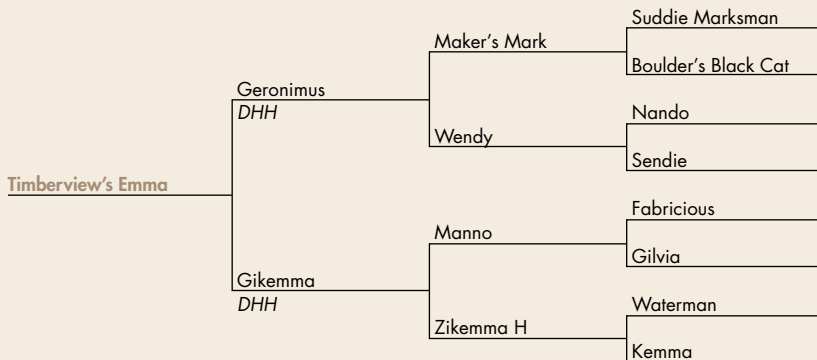 Suddie Marksman
Maker's Mark
Boulder's Black Cat
Geronimus
DHH
Nando
Wendy
Sendie
Timberview's Emma
Fabricious
Manno
Gilvia
Gikemma
DHH
Waterman
Zikemma H
Kemma